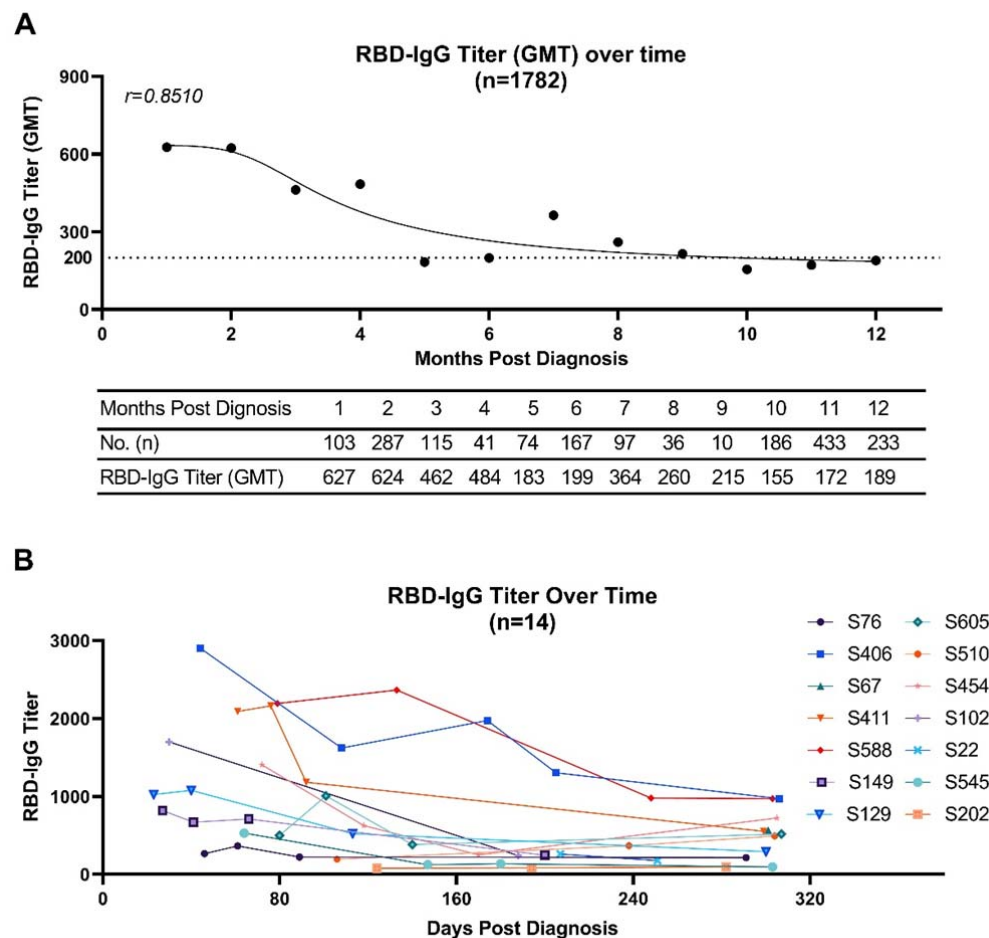 A
RBD-IgG Titer (GMT) over time
(n=1782)
r=0.8510
RBD-IgG Titer (GMT)
900
600
300
200
0
0 2 4 6 8 10 12
Months Post Diagnosis
Months Post Dignosis 1 2 3 4 5 6 7 8 9 10 11 12
No. (n) 103 287 115 41 74 167 97 36 10 186 433 233
RBD-IgG Titer (GMT) 627 624 462 484 183 199 364 260 215 155 172 189
B
RBD-IgG Titer Over Time
(n=14)
RBD-IgG Titer
3000
2000
1000
0
0 80 160 240 320
Days Post Diagnosis
S76 S605
S406 S510
S67 S454
S411 S102
S588 S22
S149 S545
S129 S202